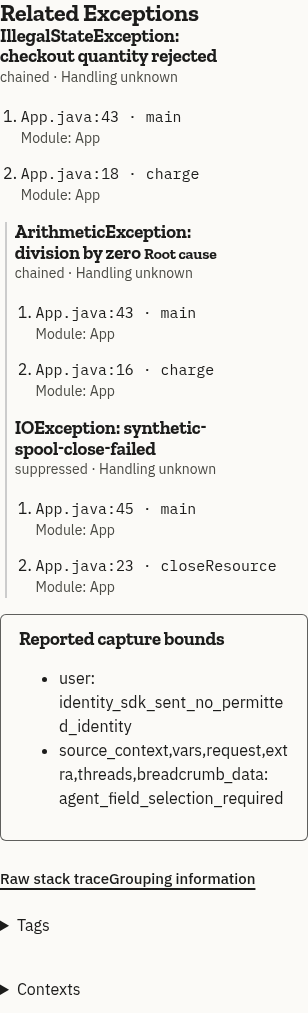 Related Exceptions
IllegalStateException:
checkout quantity rejected
chained · Handling unknown
1. App.java:43 · main
Module: App
2. App.java:18 · charge
Module: App
ArithmeticException:
division by zero Root cause
chained · Handling unknown
1. App.java:43 · main
Module: App
2. App.java:16 · charge
Module: App
IOException: synthetic-
spool-close-failed
suppressed · Handling unknown
1. App.java:45 · main
Module: App
2. App.java:23 · closeResource
Module: App
Reported capture bounds
• user:
identity_sdk_sent_no_permitte
d_identity
• source_context,vars,request,ext
ra,threads,breadcrumb_data:
agent_field_selection_required
Raw stack traceGrouping information
Tags
Contexts